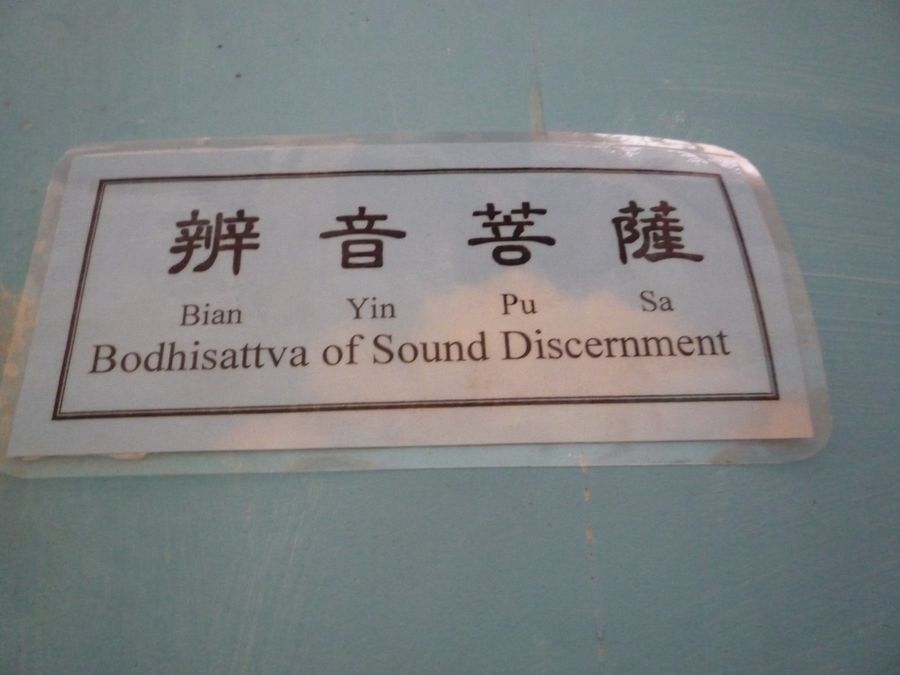 辨音菩薩
Bian Yin Pu Sa
Bodhisattva of Sound Discernment